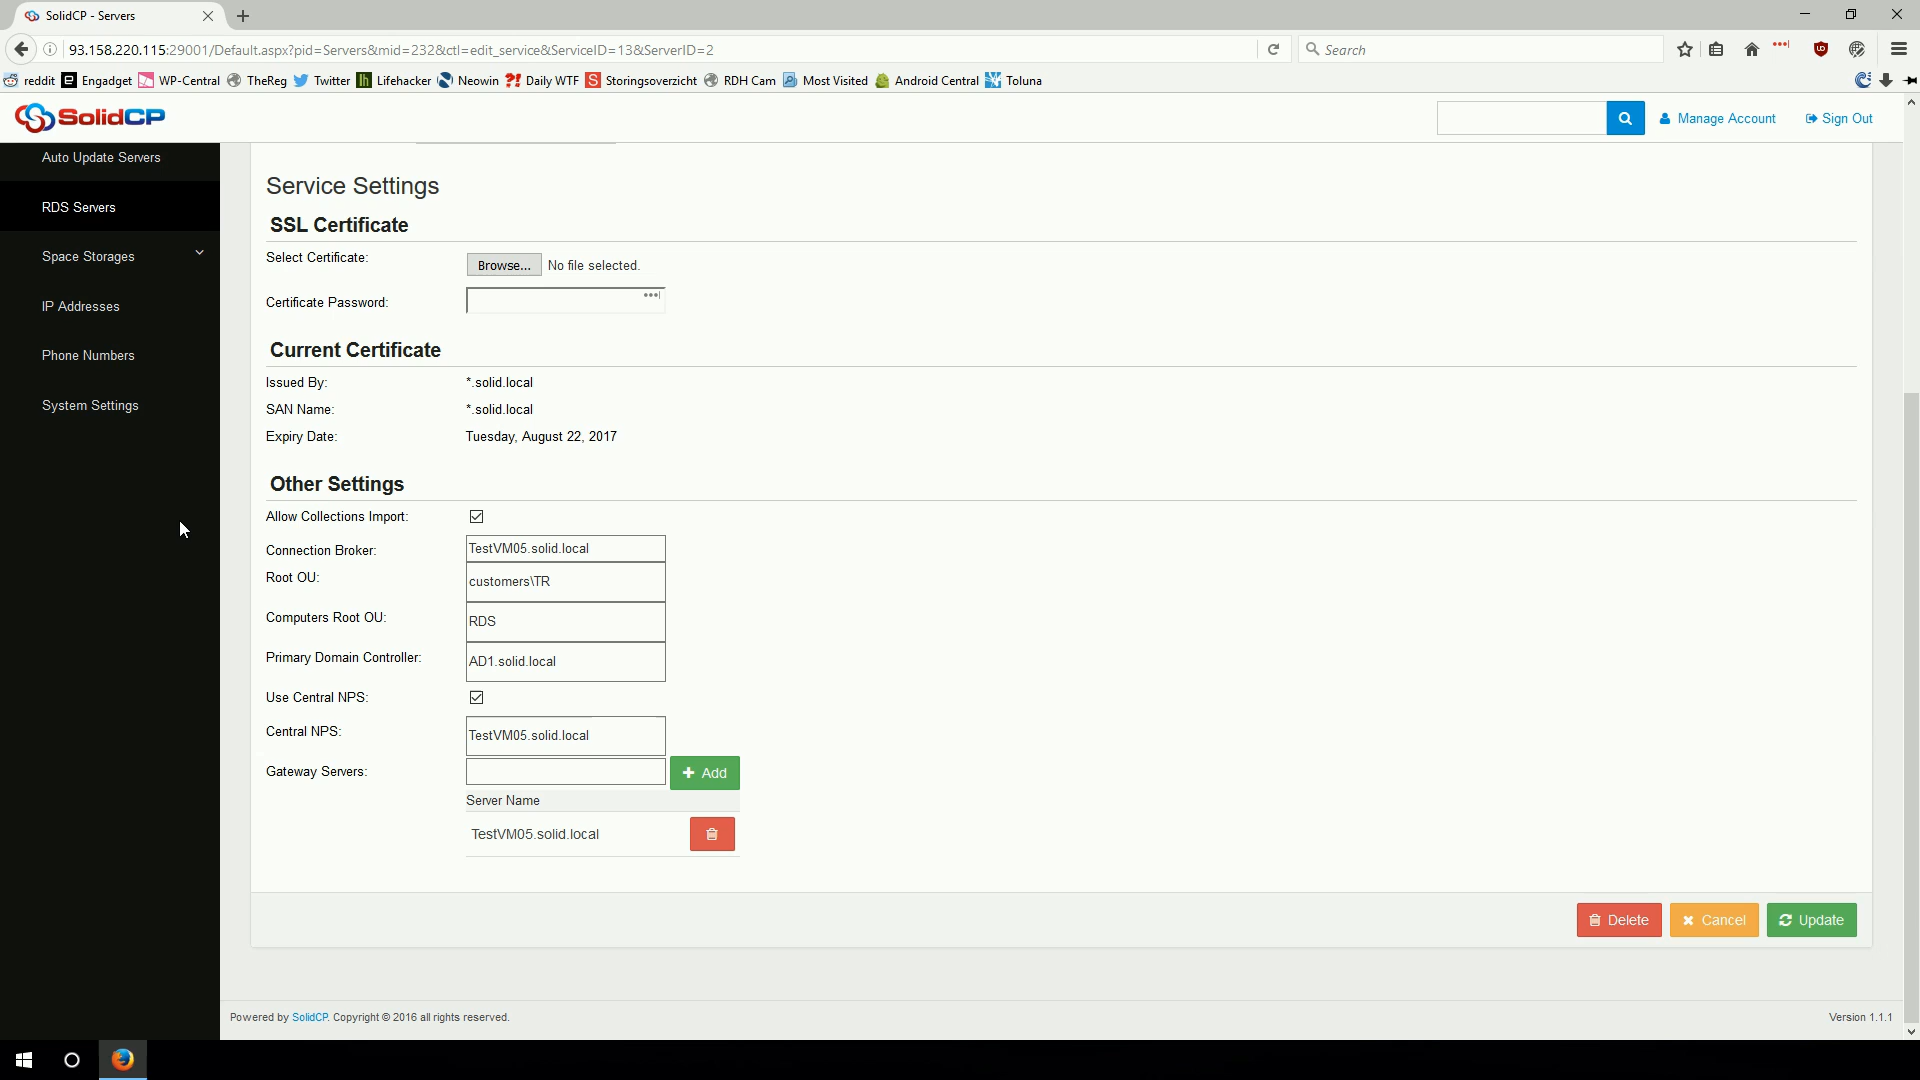 SolidCP - Servers
93.158.220.115:29001/Default.aspx?pid=Servers&mid=232&ctl=edit_service&ServiceID=13&ServerID=2
Search
reddit Engadget WP-Central TheReg Twitter Lifehacker Neowin Daily WTF Storingsoverzicht RDH Cam Most Visited Android Central Toluna
SolidCP
Manage Account Sign Out
Auto Update Servers
RDS Servers
Space Storages
IP Addresses
Phone Numbers
System Settings
Service Settings
SSL Certificate
Select Certificate: Browse... No file selected.
Certificate Password:
Current Certificate
Issued By: *.solid.local
SAN Name: *.solid.local
Expiry Date: Tuesday, August 22, 2017
Other Settings
Allow Collections Import:
Connection Broker: TestVM05.solid.local
Root OU: customers\TR
Computers Root OU: RDS
Primary Domain Controller: AD1.solid.local
Use Central NPS:
Central NPS: TestVM05.solid.local
Gateway Servers: Add
Server Name
TestVM05.solid.local
Delete Cancel Update
Powered by SolidCP. Copyright © 2016 all rights reserved. Version 1.1.1